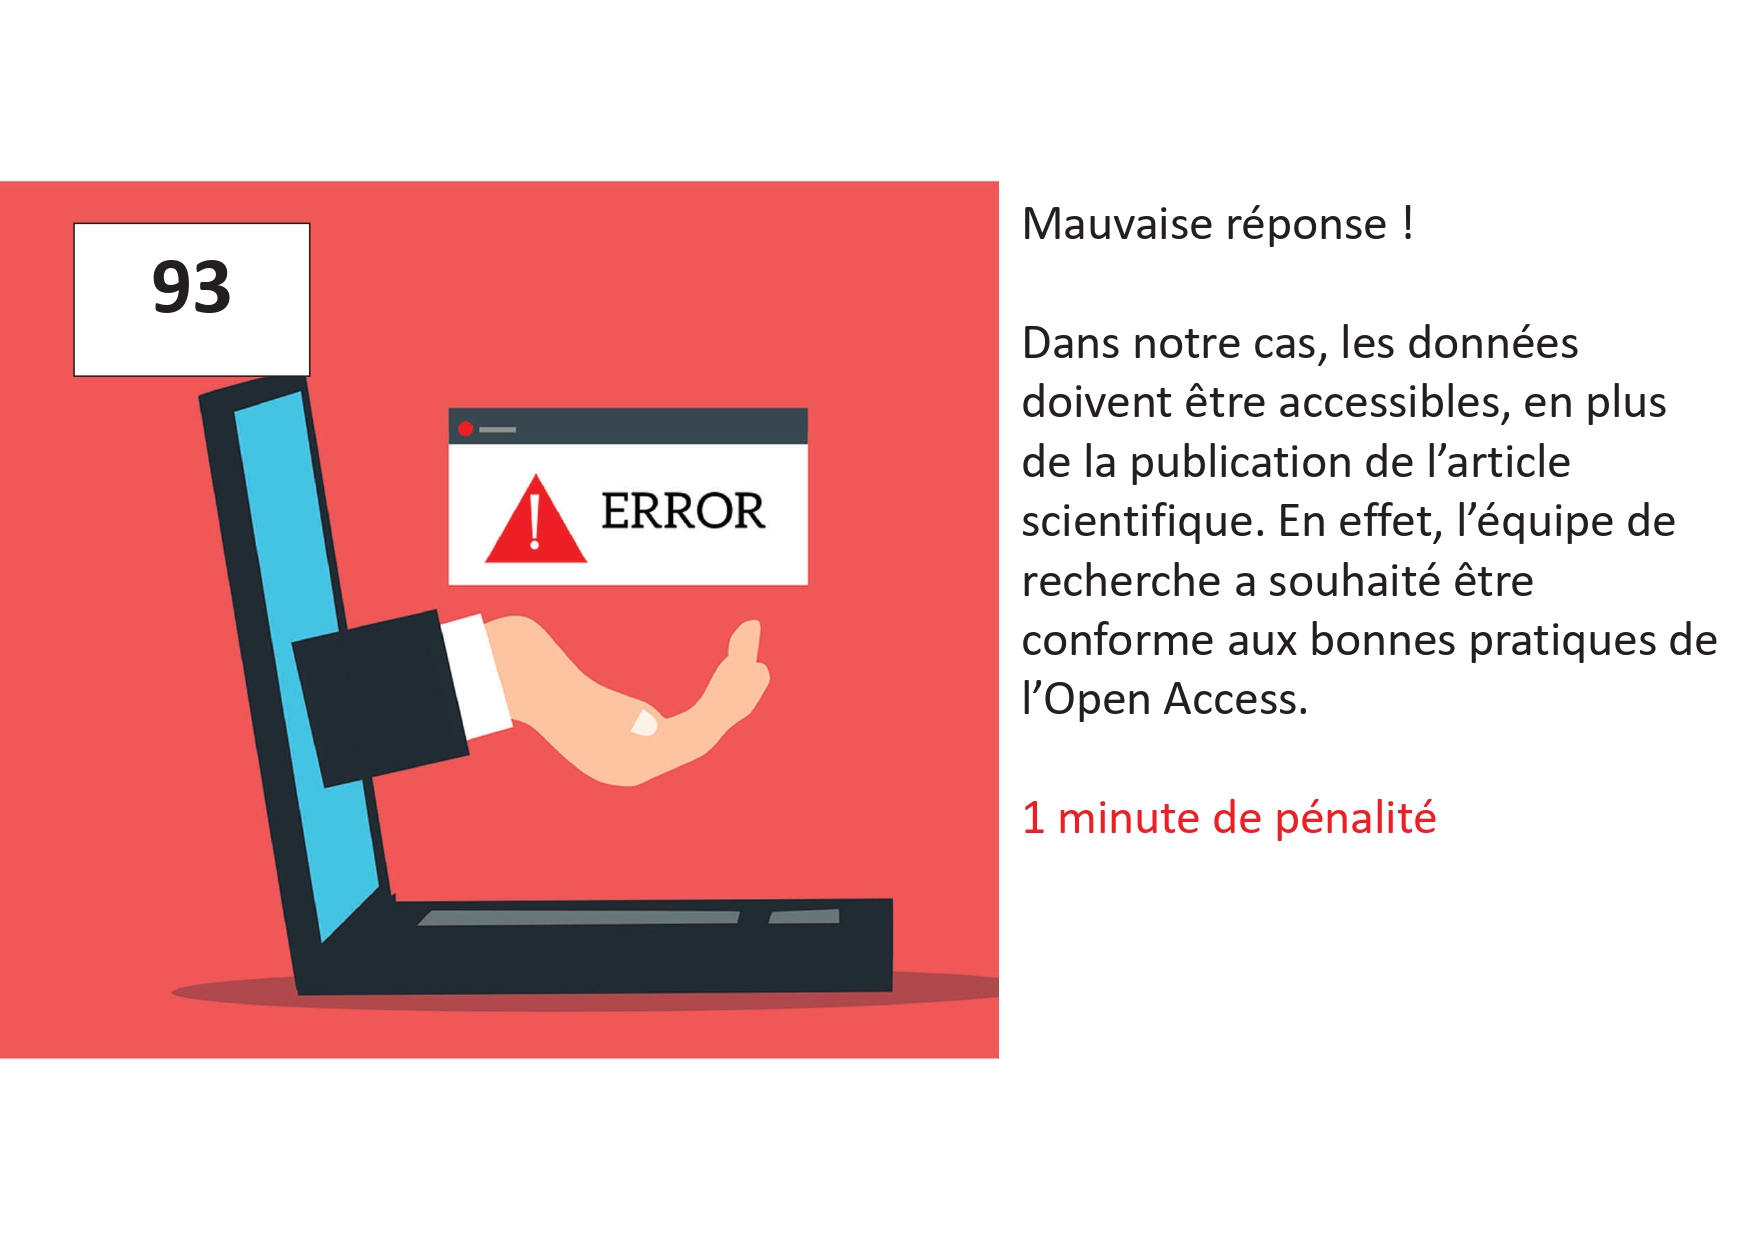 93
ERROR
Mauvaise réponse !
Dans notre cas, les données
doivent être accessibles, en plus
de la publication de l’article
scientifique. En effet, l’équipe de
recherche a souhaité être
conforme aux bonnes pratiques de
l’Open Access.
1 minute de pénalité